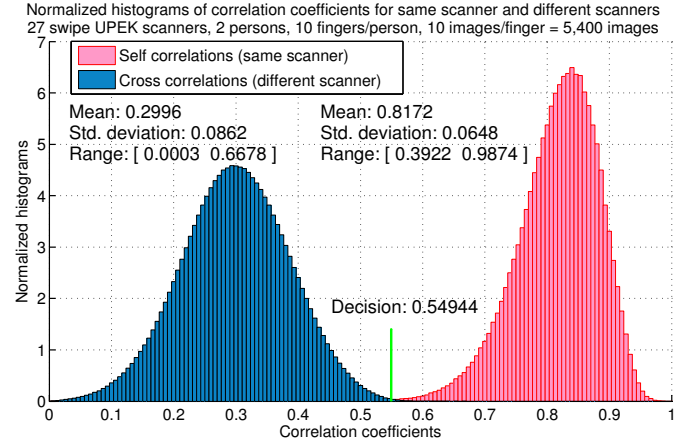 Normalized histograms of correlation coefficients for same scanner and different scanners
27 swipe UPEK scanners, 2 persons, 10 fingers/person, 10 images/finger = 5,400 images
Self correlations (same scanner)
Cross correlations (different scanner)
Mean: 0.2996
Std. deviation: 0.0862
Range: [ 0.0003 0.6678 ]
Mean: 0.8172
Std. deviation: 0.0648
Range: [ 0.3922 0.9874 ]
Decision: 0.54944
Normalized histograms
7
6
5
4
3
2
1
0
0 0.1 0.2 0.3 0.4 0.5 0.6 0.7 0.8 0.9 1
Correlation coefficients